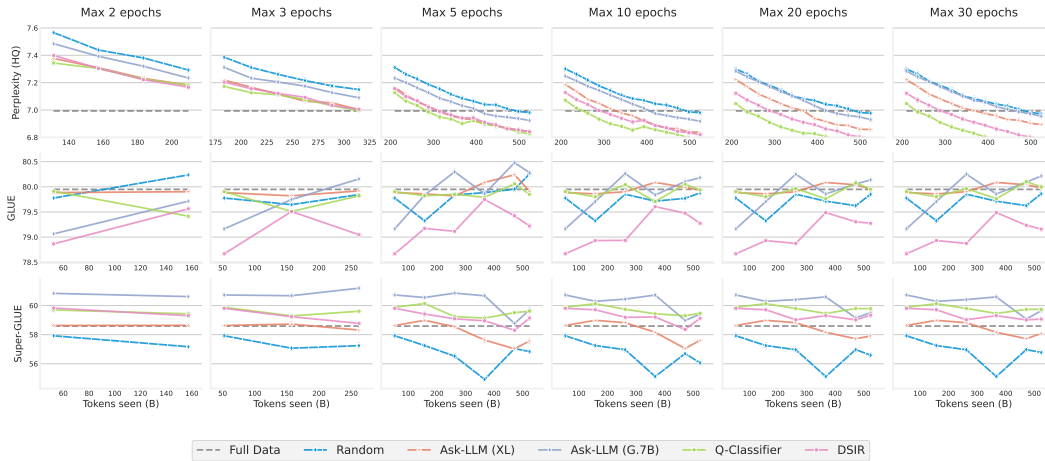 Max 2 epochs Max 3 epochs Max 5 epochs Max 10 epochs Max 20 epochs Max 30 epochs
Perplexity (HQ)
7.6
7.4
7.2
7.0
6.8
140 160 180 200
175 200 225 250 275 300 325
200 300 400 500
200 300 400 500
200 300 400 500
200 300 400 500
GLUE
80.5
80.0
79.5
79.0
78.5
60 80 100 120 140 160
50 100 150 200 250
100 200 300 400 500
100 200 300 400 500
100 200 300 400 500
100 200 300 400 500
Super-GLUE
60
58
56
60 80 100 120 140 160
50 100 150 200 250
100 200 300 400 500
100 200 300 400 500
100 200 300 400 500
100 200 300 400 500
Tokens seen (B) Tokens seen (B) Tokens seen (B) Tokens seen (B) Tokens seen (B) Tokens seen (B)
Full Data Random Ask-LLM (XL) Ask-LLM (G.7B) Q-Classifier DSIR